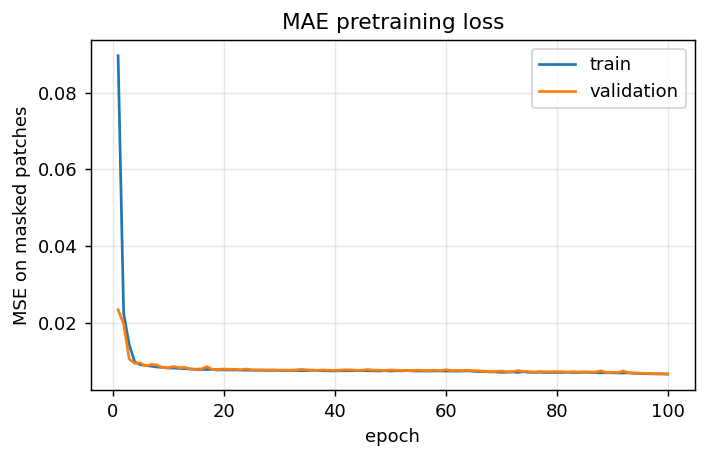 MAE pretraining loss
train
validation
MSE on masked patches
0.08
0.06
0.04
0.02
0
20
40
60
80
100
epoch